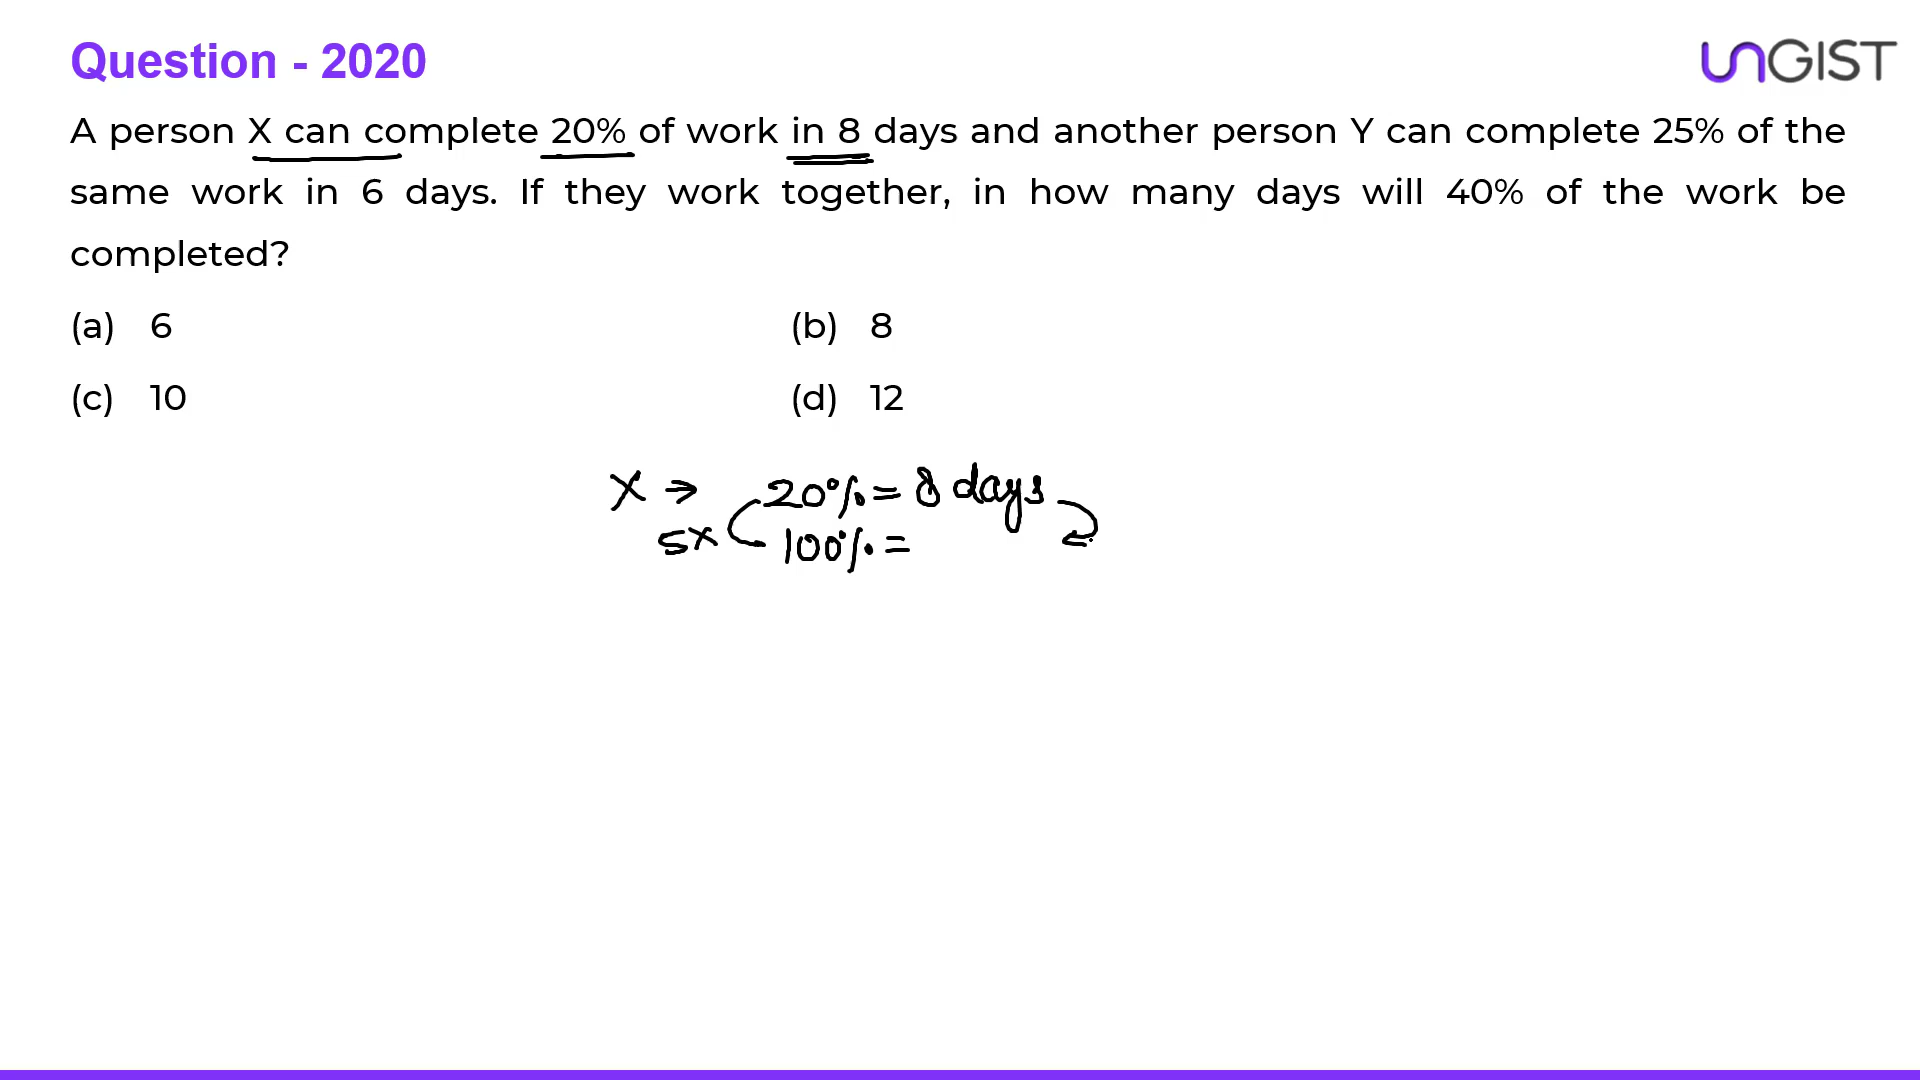 Question - 2020
UNGIST
A person X can complete 20% of work in 8 days and another person Y can complete 25% of the
same work in 6 days. If they work together, in how many days will 40% of the work be
completed?
(a) 6 (b) 8
(c) 10 (d) 12
X → 20% = 8 days
5x 100% =